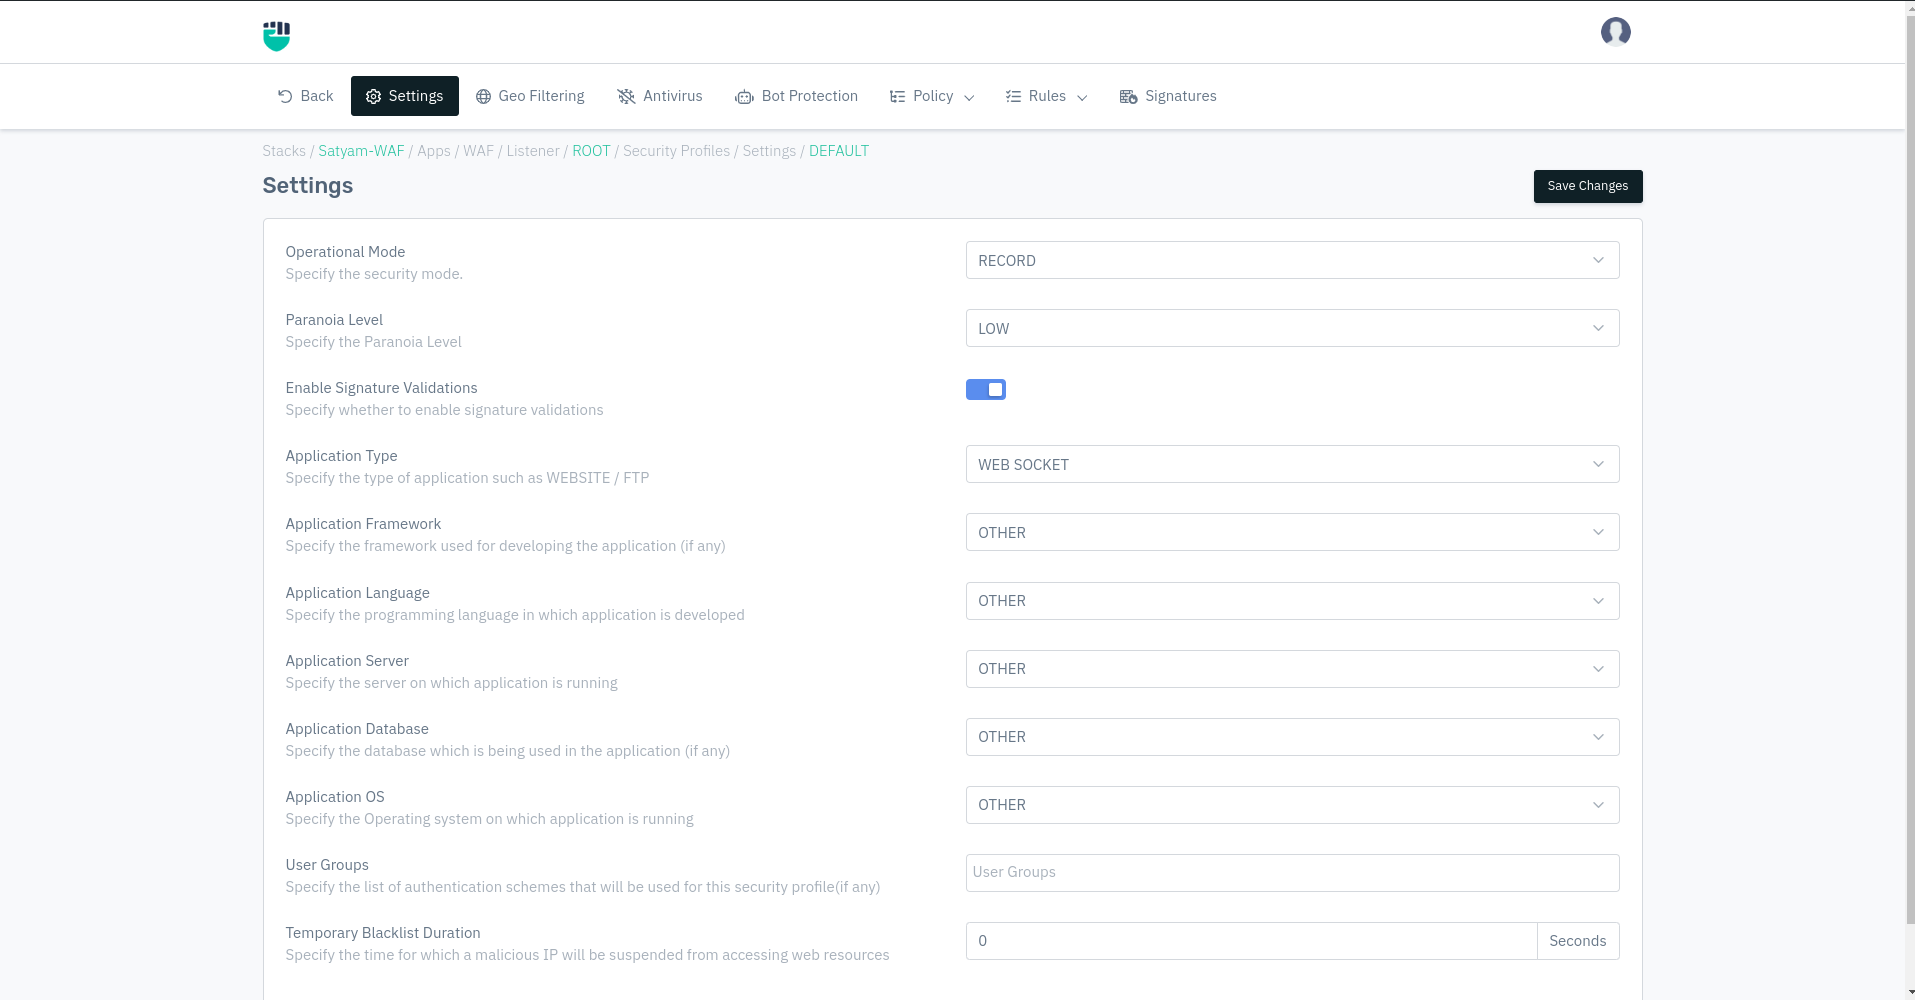 Back Settings Geo Filtering Antivirus Bot Protection Policy Rules Signatures
Stacks / Satyam-WAF / Apps / WAF / Listener / ROOT / Security Profiles / Settings / DEFAULT
Settings
Save Changes
Operational Mode
Specify the security mode.
RECORD
Paranoia Level
Specify the Paranoia Level
LOW
Enable Signature Validations
Specify whether to enable signature validations
Application Type
Specify the type of application such as WEBSITE / FTP
WEB SOCKET
Application Framework
Specify the framework used for developing the application (if any)
OTHER
Application Language
Specify the programming language in which application is developed
OTHER
Application Server
Specify the server on which application is running
OTHER
Application Database
Specify the database which is being used in the application (if any)
OTHER
Application OS
Specify the Operating system on which application is running
OTHER
User Groups
Specify the list of authentication schemes that will be used for this security profile(if any)
User Groups
Temporary Blacklist Duration
Specify the time for which a malicious IP will be suspended from accessing web resources
0 Seconds